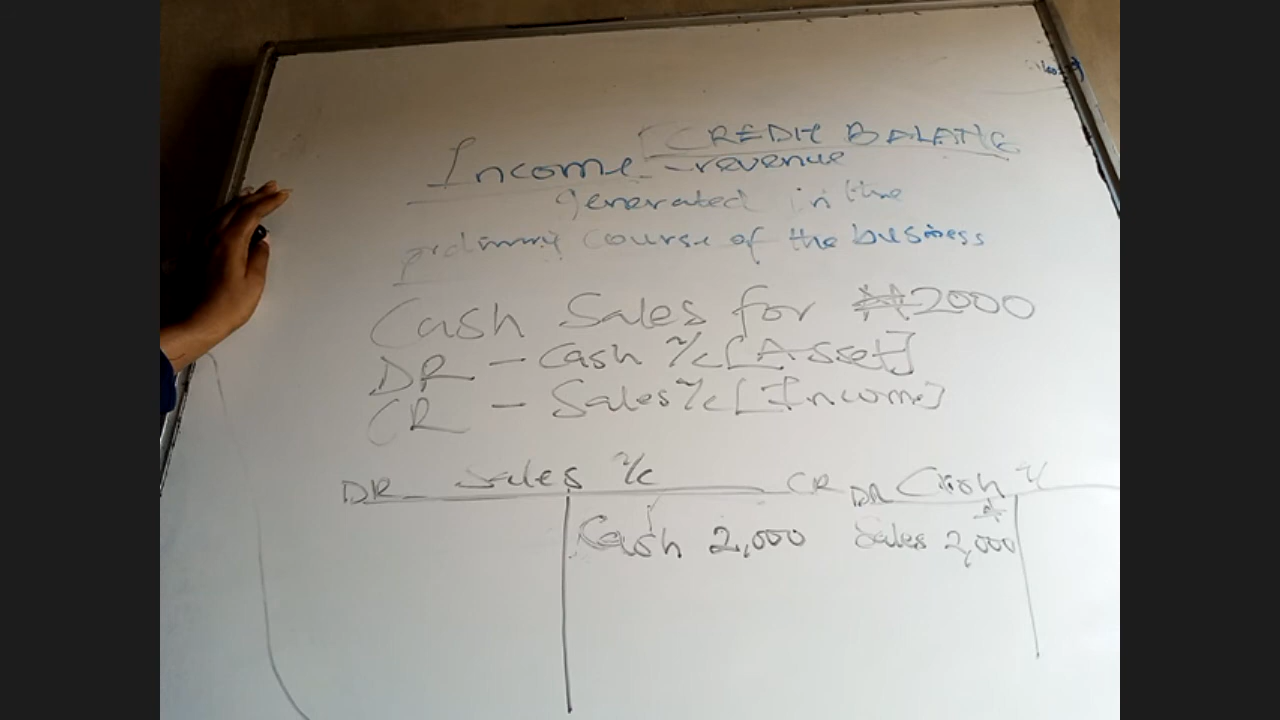 [CREDIT BALANCE
Income - revenue
generated in the
course of the business
Cash Sales for ₦2000
DR - Cash a/c [Asset]
CR - Sales a/c [Income]
DR Sales a/c CR DR Cash a/c
₦
Cash 2,000 Sales 2,000